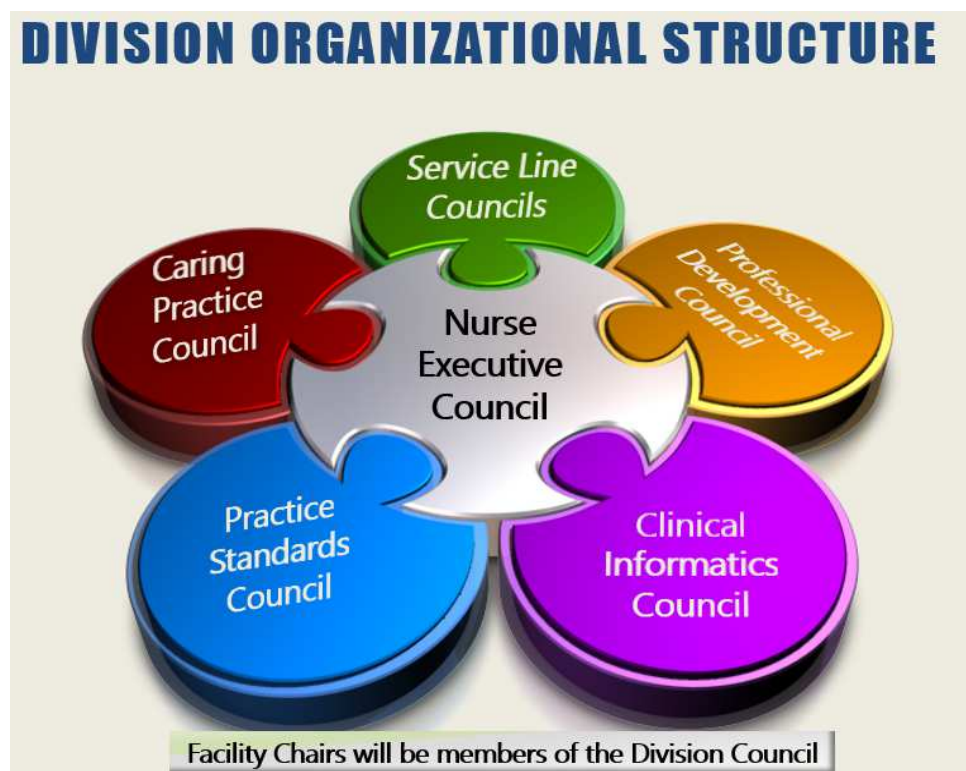 DIVISION ORGANIZATIONAL STRUCTURE
Service Line
Councils
Caring
Practice
Council
Professional
Development
Council
Nurse
Executive
Council
Practice
Standards
Council
Clinical
Informatics
Council
Facility Chairs will be members of the Division Council